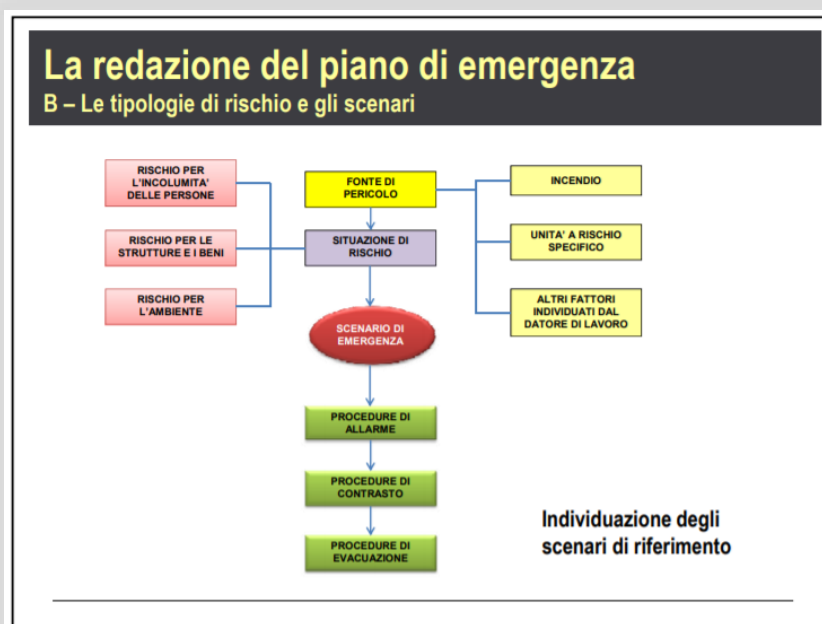 La redazione del piano di emergenza
B – Le tipologie di rischio e gli scenari
RISCHIO PER
L'INCOLUMITA'
DELLE PERSONE
FONTE DI
PERICOLO
INCENDIO
RISCHIO PER LE
STRUTTURE E I BENI
SITUAZIONE DI
RISCHIO
UNITA' A RISCHIO
SPECIFICO
RISCHIO PER
L'AMBIENTE
SCENARIO DI
EMERGENZA
ALTRI FATTORI
INDIVIDUATI DAL
DATORE DI LAVORO
PROCEDURE DI
ALLARME
PROCEDURE DI
CONTRASTO
PROCEDURE DI
EVACUAZIONE
Individuazione degli
scenari di riferimento